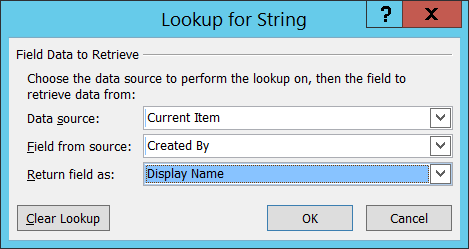 Lookup for String
?
Field Data to Retrieve
Choose the data source to perform the lookup on, then the field to
retrieve data from:
Data source: Current Item
Field from source: Created By
Return field as: Display Name
Clear Lookup OK Cancel